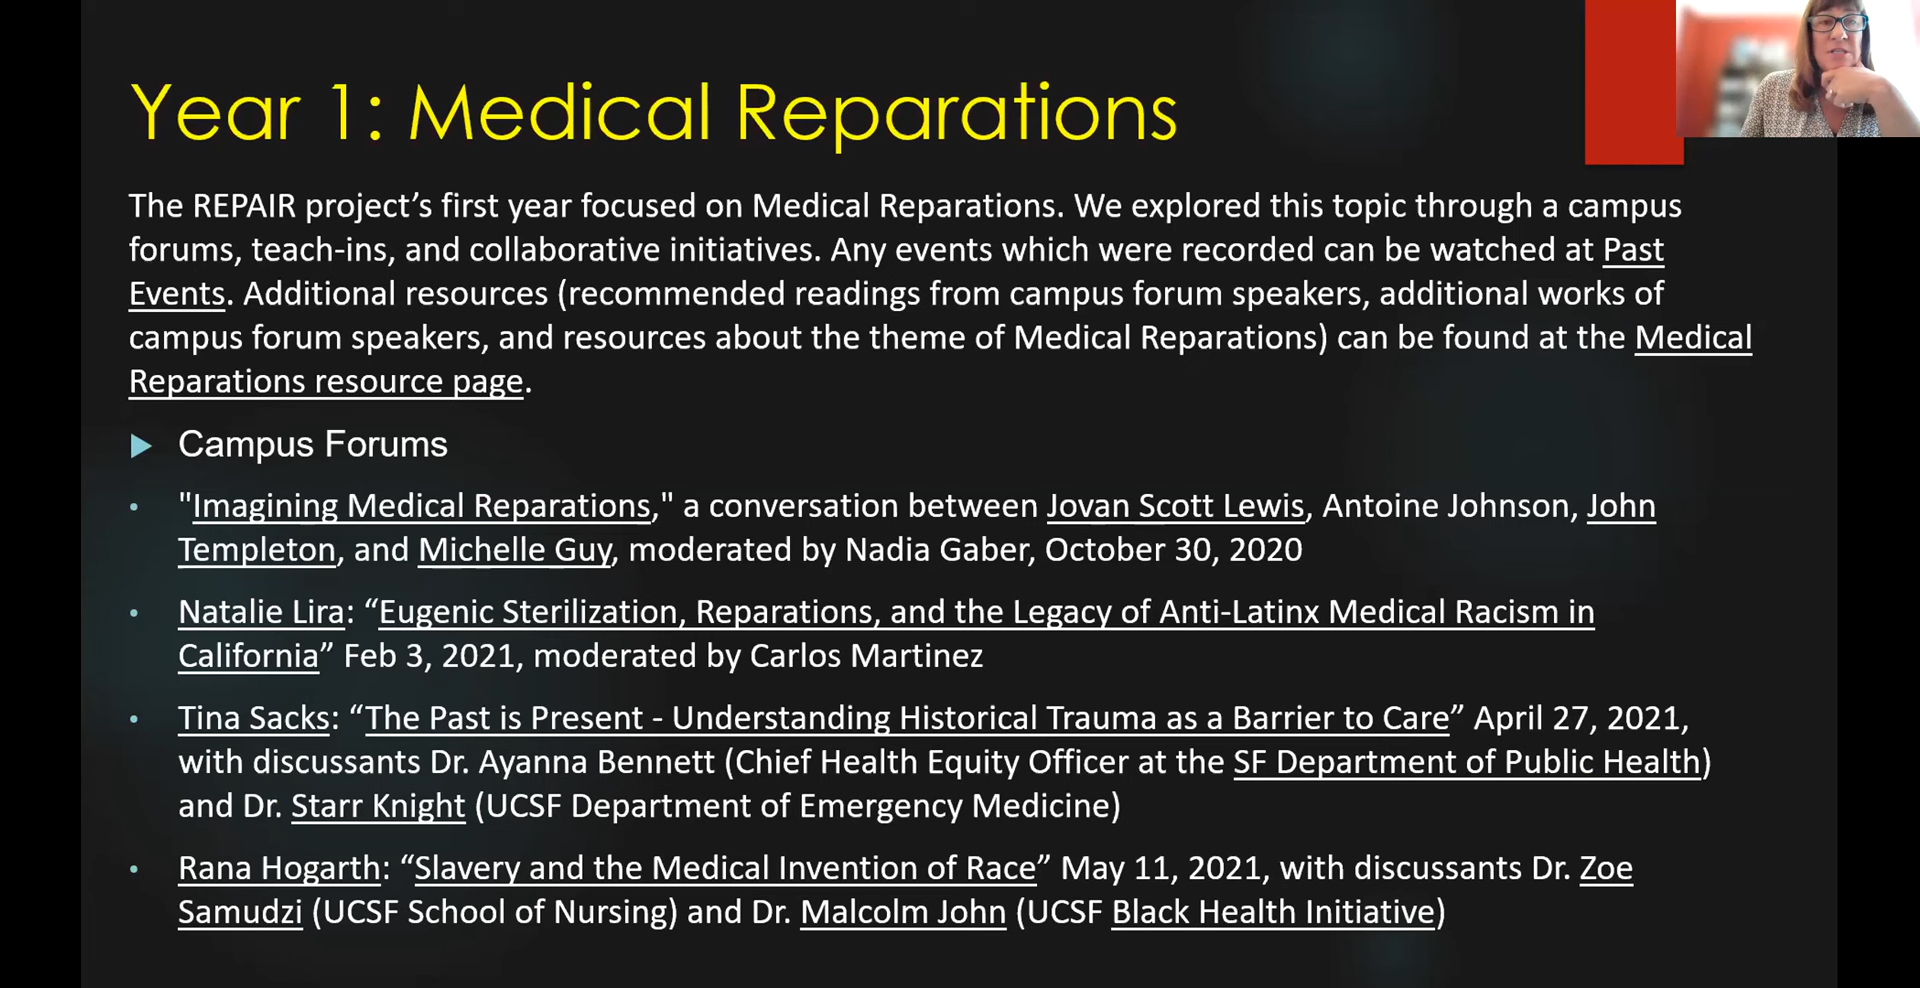 Year 1: Medical Reparations
The REPAIR project’s first year focused on Medical Reparations. We explored this topic through a campus
forums, teach-ins, and collaborative initiatives. Any events which were recorded can be watched at Past
Events. Additional resources (recommended readings from campus forum speakers, additional works of
campus forum speakers, and resources about the theme of Medical Reparations) can be found at the Medical
Reparations resource page.
Campus Forums
"Imagining Medical Reparations," a conversation between Jovan Scott Lewis, Antoine Johnson, John
Templeton, and Michelle Guy, moderated by Nadia Gaber, October 30, 2020
Natalie Lira: “Eugenic Sterilization, Reparations, and the Legacy of Anti-Latinx Medical Racism in
California” Feb 3, 2021, moderated by Carlos Martinez
Tina Sacks: “The Past is Present - Understanding Historical Trauma as a Barrier to Care” April 27, 2021,
with discussants Dr. Ayanna Bennett (Chief Health Equity Officer at the SF Department of Public Health)
and Dr. Starr Knight (UCSF Department of Emergency Medicine)
Rana Hogarth: “Slavery and the Medical Invention of Race” May 11, 2021, with discussants Dr. Zoe
Samudzi (UCSF School of Nursing) and Dr. Malcolm John (UCSF Black Health Initiative)